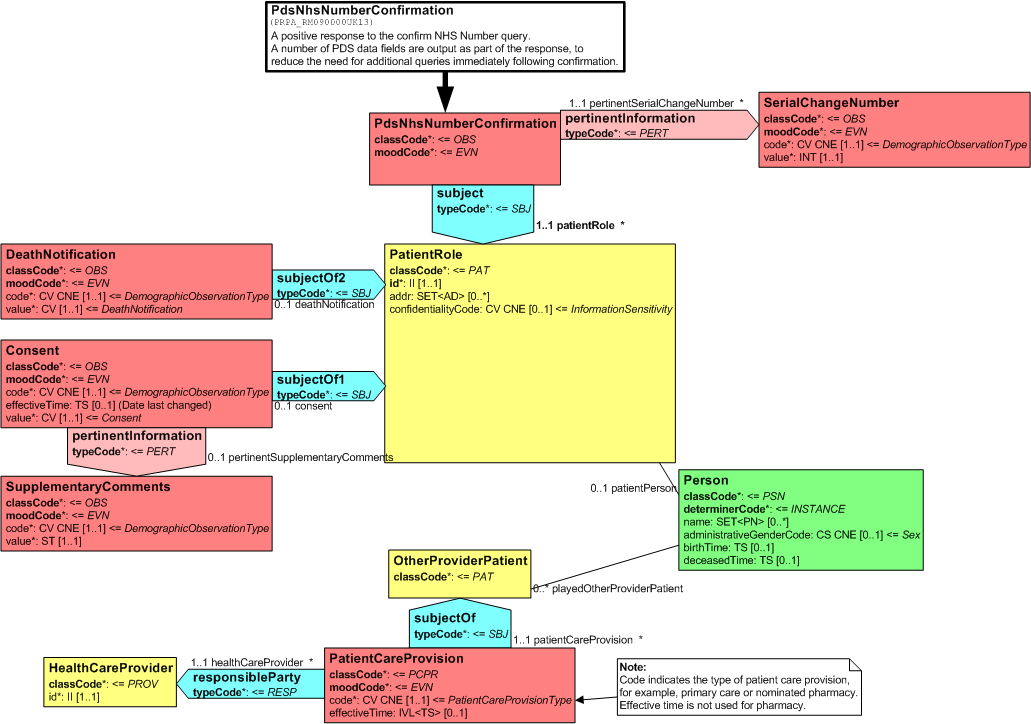 PdsNhsNumberConfirmation
(PRPA_RM090000UK13)
A positive response to the confirm NHS Number query.
A number of PDS data fields are output as part of the response, to
reduce the need for additional queries immediately following confirmation.
PdsNhsNumberConfirmation
classCode*: <= OBS
moodCode*: <= EVN
1..1 pertinentSerialChangeNumber *
pertinentInformation
typeCode*: <= PERT
SerialChangeNumber
classCode*: <= OBS
moodCode*: <= EVN
code*: CV CNE [1..1] <= DemographicObservationType
value*: INT [1..1]
subject
typeCode*: <= SBJ
1..1 patientRole *
DeathNotification
classCode*: <= OBS
moodCode*: <= EVN
code*: CV CNE [1..1] <= DemographicObservationType
value*: CV [1..1] <= DeathNotification
subjectOf2
typeCode*: <= SBJ
0..1 deathNotification
PatientRole
classCode*: <= PAT
id*: II [1..1]
addr: SET<AD> [0..*]
confidentialityCode: CV CNE [0..1] <= InformationSensitivity
Consent
classCode*: <= OBS
moodCode*: <= EVN
code*: CV CNE [1..1] <= DemographicObservationType
effectiveTime: TS [0..1] (Date last changed)
value*: CV [1..1] <= Consent
subjectOf1
typeCode*: <= SBJ
0..1 consent
pertinentInformation
typeCode*: <= PERT
0..1 pertinentSupplementaryComments
SupplementaryComments
classCode*: <= OBS
moodCode*: <= EVN
code*: CV CNE [1..1] <= DemographicObservationType
value*: ST [1..1]
0..1 patientPerson
Person
classCode*: <= PSN
determinerCode*: <= INSTANCE
name: SET<PN> [0..*]
administrativeGenderCode: CS CNE [0..1] <= Sex
birthTime: TS [0..1]
deceasedTime: TS [0..1]
OtherProviderPatient
classCode*: <= PAT
0..* playedOtherProviderPatient
subjectOf
typeCode*: <= SBJ
1..1 patientCareProvision *
HealthCareProvider
classCode*: <= PROV
id*: II [1..1]
1..1 healthCareProvider *
responsibleParty
typeCode*: <= RESP
PatientCareProvision
classCode*: <= PCPR
moodCode*: <= EVN
code*: CV CNE [1..1] <= PatientCareProvisionType
effectiveTime: IVL<TS> [0..1]
Note:
Code indicates the type of patient care provision,
for example, primary care or nominated pharmacy.
Effective time is not used for pharmacy.